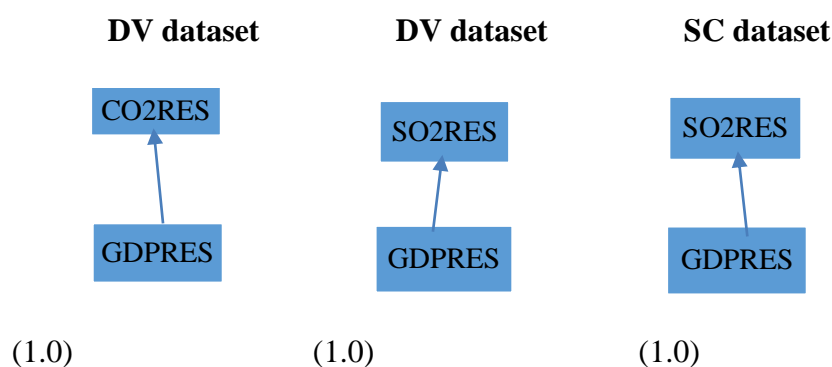 DV dataset DV dataset SC dataset
CO2RES SO2RES SO2RES
GDPRES GDPRES GDPRES
(1.0) (1.0) (1.0)